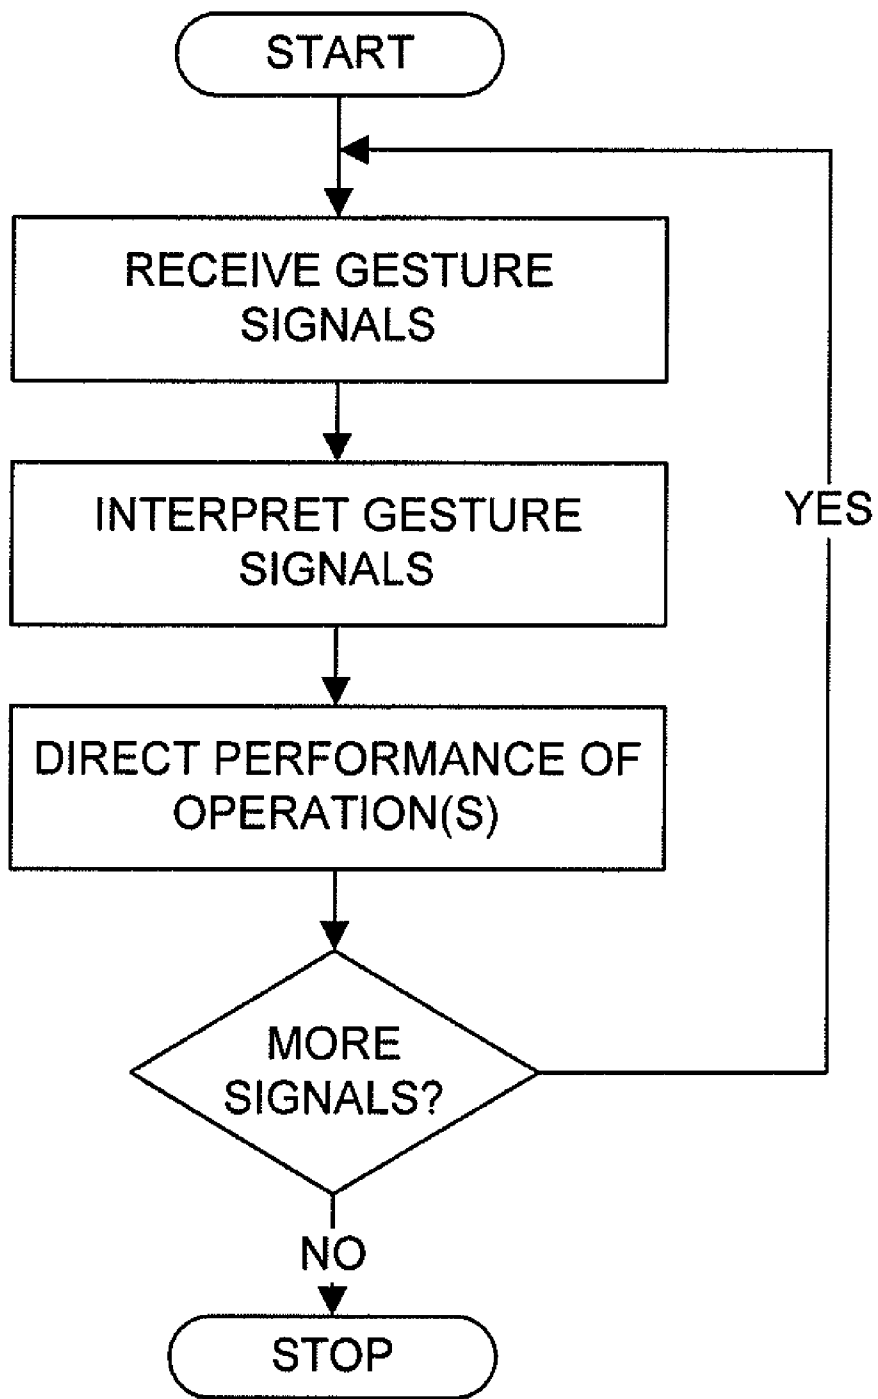 START
RECEIVE GESTURE
SIGNALS
INTERPRET GESTURE
SIGNALS
YES
DIRECT PERFORMANCE OF
OPERATION(S)
MORE
SIGNALS?
NO
STOP